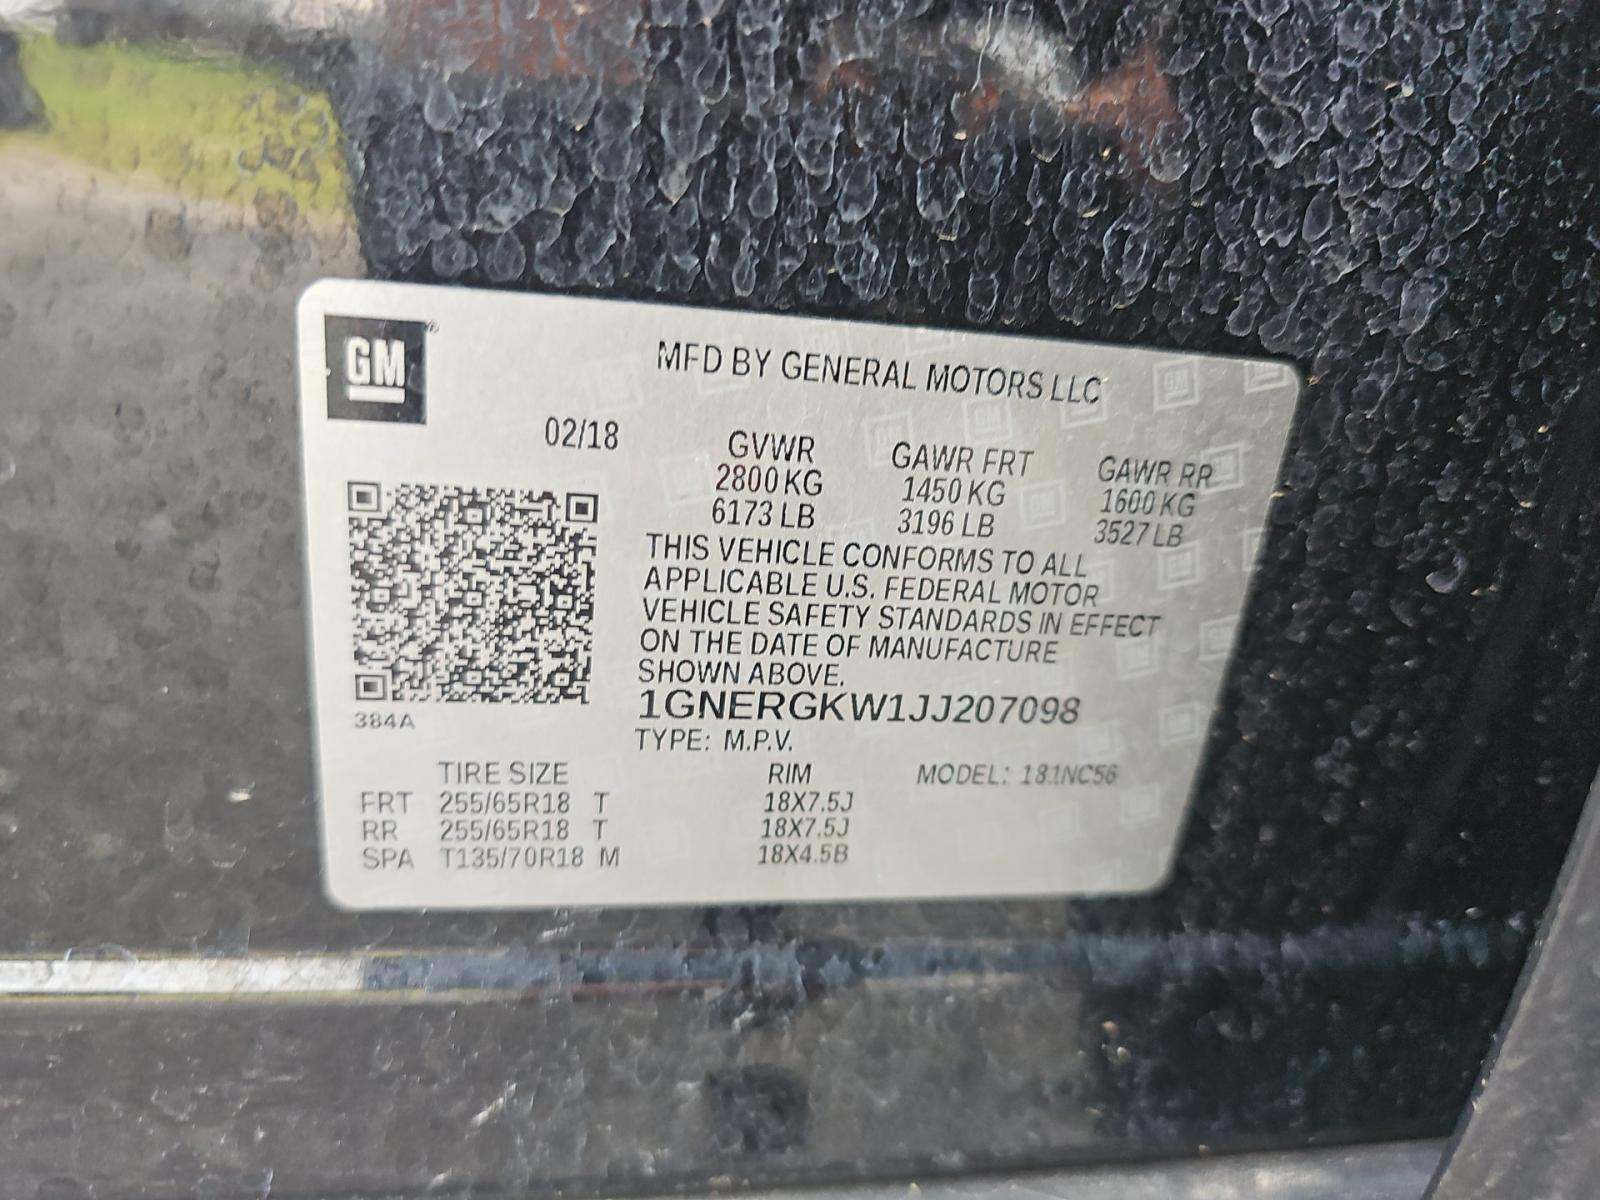 GM
MFD BY GENERAL MOTORS LLC
02/18
GVWR GAWR FRT GAWR RR
2800 KG 1450 KG 1600 KG
6173 LB 3196 LB 3527 LB
THIS VEHICLE CONFORMS TO ALL
APPLICABLE U.S. FEDERAL MOTOR
VEHICLE SAFETY STANDARDS IN EFFECT
ON THE DATE OF MANUFACTURE
SHOWN ABOVE.
1GNERGKW1JJ207098
384A
TYPE: M.P.V.
TIRE SIZE RIM MODEL: 181NC56
FRT 255/65R18 T 18X7.5J
RR 255/65R18 T 18X7.5J
SPA T135/70R18 M 18X4.5B